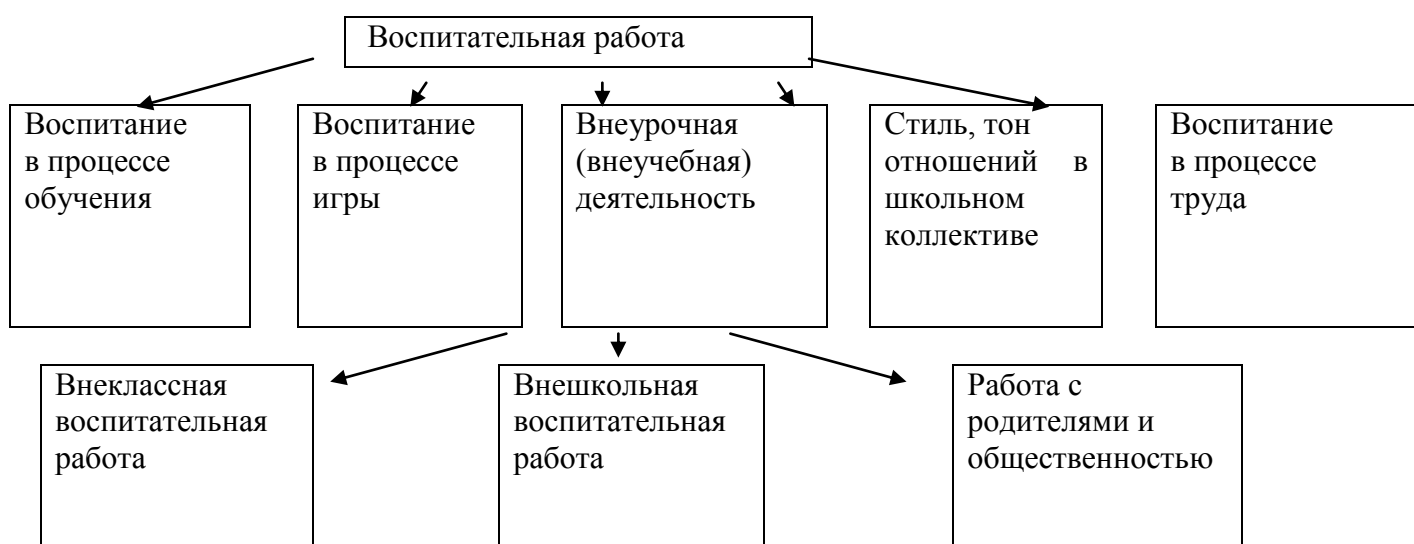 Воспитательная работа
Воспитание
в процессе
обучения
Воспитание
в процессе
игры
Внеурочная
(внеучебная)
деятельность
Стиль, тон
отношений в
школьном
коллективе
Воспитание
в процессе
труда
Внеклассная
воспитательная
работа
Внешкольная
воспитательная
работа
Работа с
родителями и
общественностью